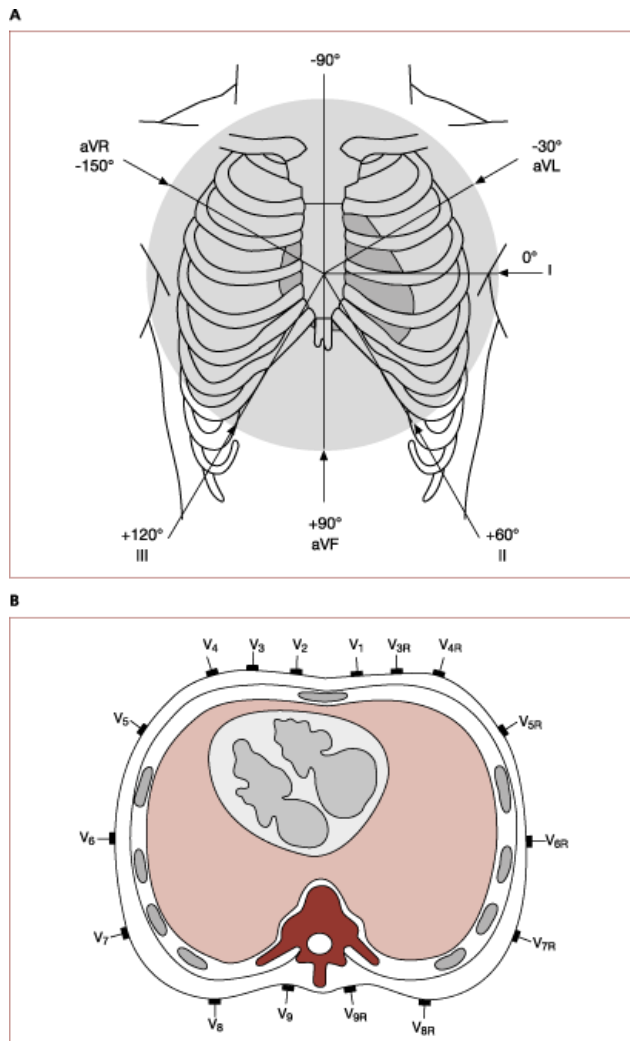 A
-90°
aVR
-150°
-30°
aVL
0°
I
+120°
III
+90°
aVF
+60°
II
B
V4
V3
V2
V1
V3R
V4R
V5
V5R
V6
V6R
V7
V7R
V8
V9
V9R
V8R